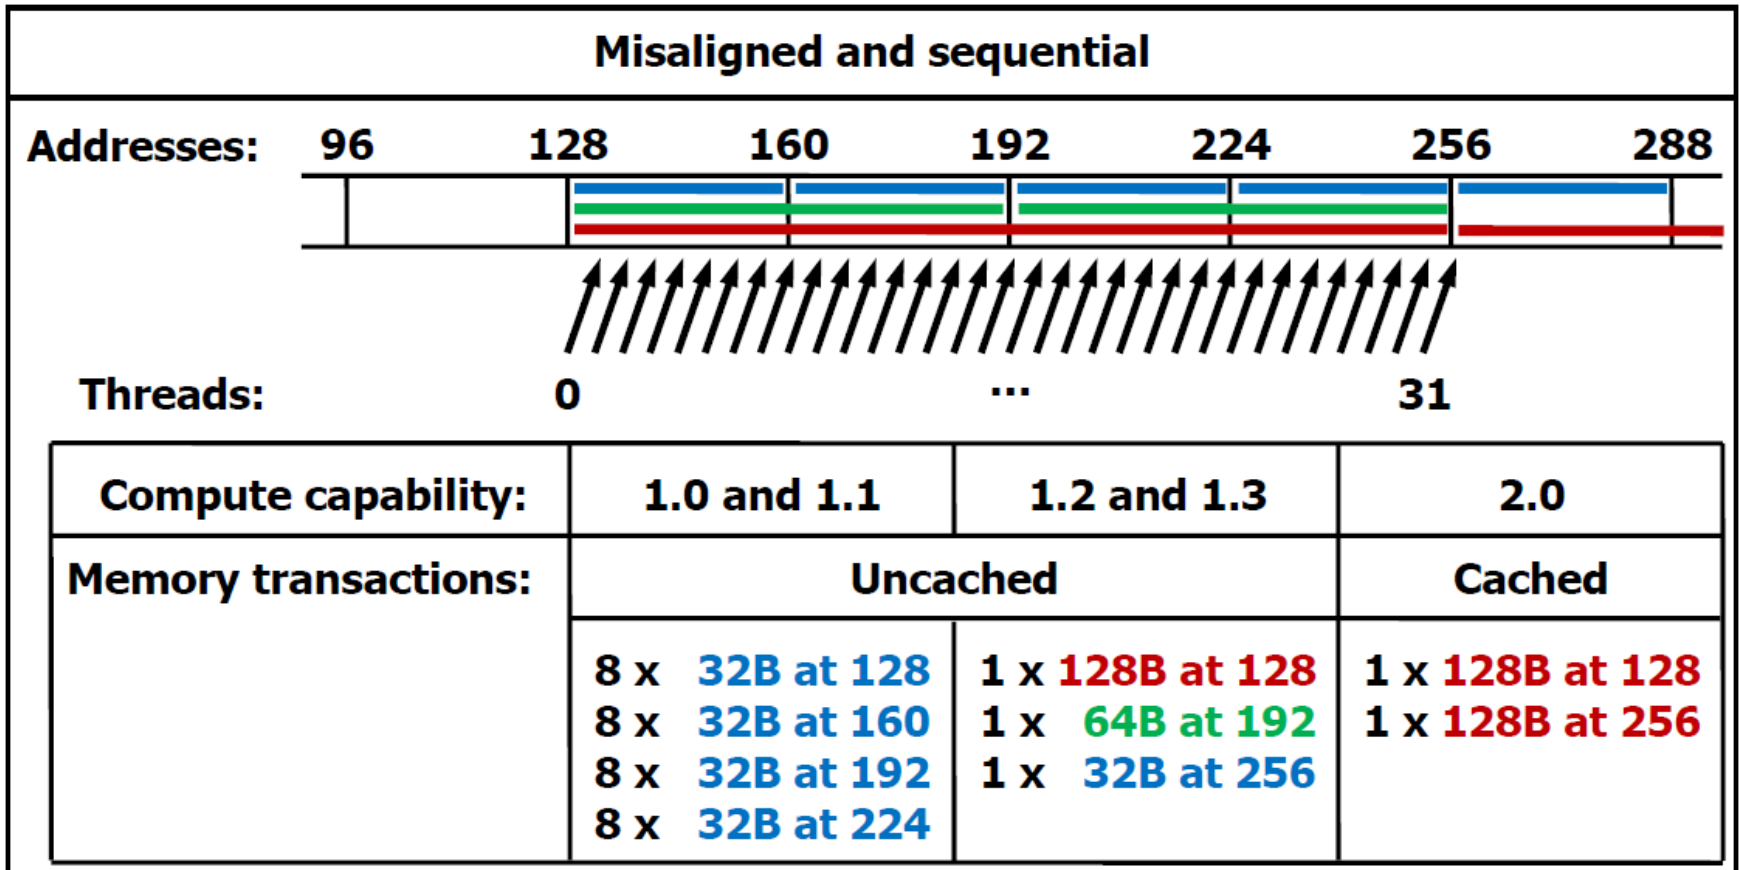 Misaligned and sequential
Addresses: 96 128 160 192 224 256 288
Threads: 0 ... 31
Compute capability: 1.0 and 1.1 1.2 and 1.3 2.0
Memory transactions: Uncached Cached
8 x 32B at 128 1 x 128B at 128 1 x 128B at 128
8 x 32B at 160 1 x 64B at 192 1 x 128B at 256
8 x 32B at 192 1 x 32B at 256
8 x 32B at 224